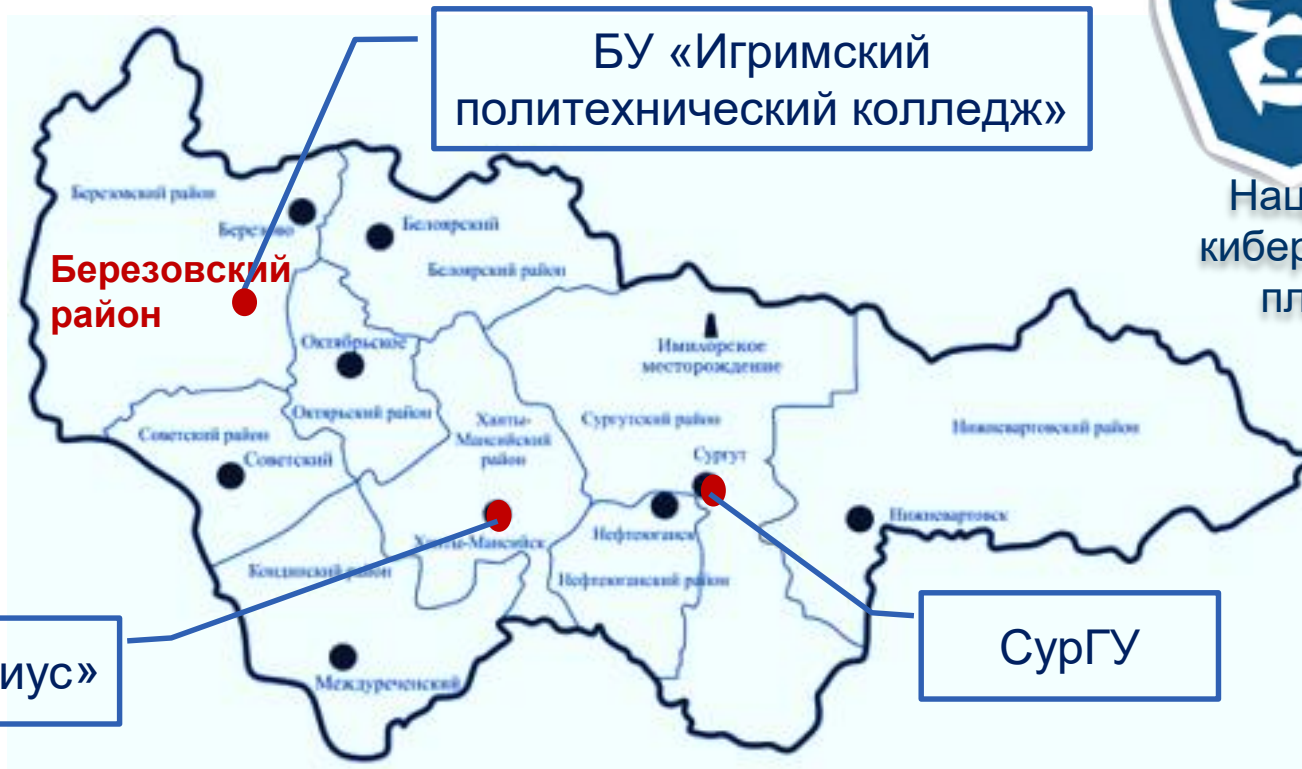 БУ «Игримский
политехнический колледж»
Нац
кибер
пл
Березовский район
Березово
Белоярский
Белоярский район
Березовский
район
Октябрьское
Имилорское
месторождение
Октярьский район
Ханты-
Мансийский
район
Сургутский район
Нижневартовский район
Советский район
Советский
Сургут
Нефтеюганск
Нижневартовск
Ханты-Мансийск
Кондинский район
Нефтеюганский район
иус»
СурГУ
Междуреченский